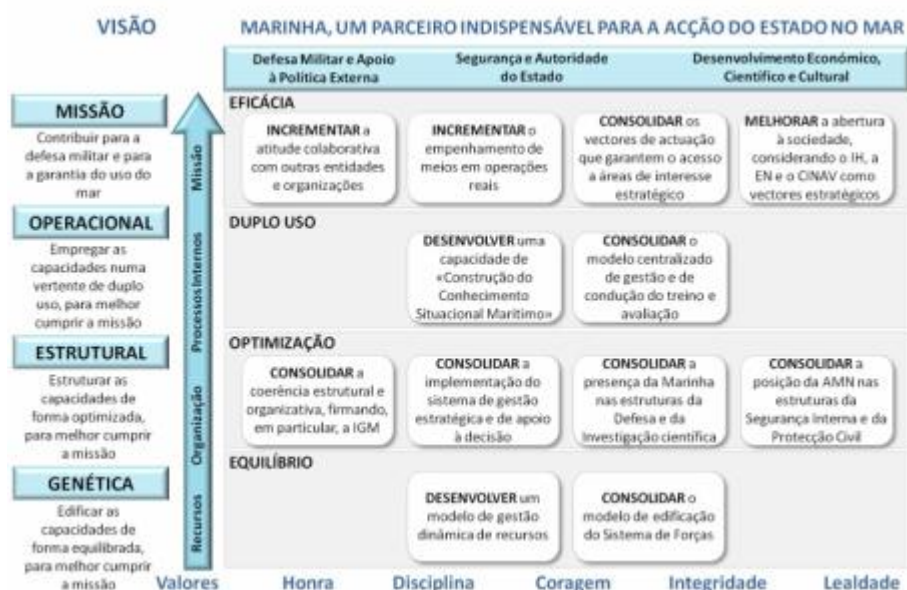 VISÃO
MARINHA, UM PARCEIRO INDISPENSÁVEL PARA A ACÇÃO DO ESTADO NO MAR
Defesa Militar e Apoio
à Política Externa
Segurança e Autoridade
do Estado
Desenvolvimento Económico,
Científico e Cultural
MISSÃO
Contribuir para a
defesa militar e para
a garantia do uso do
mar
Missão
EFICÁCIA
INCREMENTAR a
atitude colaborativa
com outras entidades
e organizações
INCREMENTAR o
empenhamento de
meios em operações
reais
CONSOLIDAR os
vectores de actuação
que garantem o acesso
a áreas de interesse
estratégico
MELHORAR a abertura
à sociedade,
considerando o IH, a
EN e o CINAV como
vectores estratégicos
OPERACIONAL
Empregar as
capacidades numa
vertente de duplo
uso, para melhor
cumprir a missão
Processos Internos
DUPLO USO
DESENVOLVER uma
capacidade de
«Construção do
Conhecimento
Situacional Marítimo»
CONSOLIDAR o
modelo centralizado
de gestão e de
condução do treino e
avaliação
ESTRUTURAL
Estruturar as
capacidades de
forma optimizada,
para melhor cumprir
a missão
Organização
OPTIMIZAÇÃO
CONSOLIDAR a
coerência estrutural e
organizativa, firmando,
em particular, a IGM
CONSOLIDAR a
implementação do
sistema de gestão
estratégica e de apoio
à decisão
CONSOLIDAR a
presença da Marinha
nas estruturas da
Defesa e da
Investigação científica
CONSOLIDAR a
posição da AMN nas
estruturas da
Segurança Interna e da
Protecção Civil
GENÉTICA
Edificar as
capacidades de
forma equilibrada,
para melhor cumprir
a missão
Recursos
EQUILÍBRIO
DESENVOLVER um
modelo de gestão
dinâmica de recursos
CONSOLIDAR o
modelo de edificação
do Sistema de Forças
Valores Honra Disciplina Coragem Integridade Lealdade